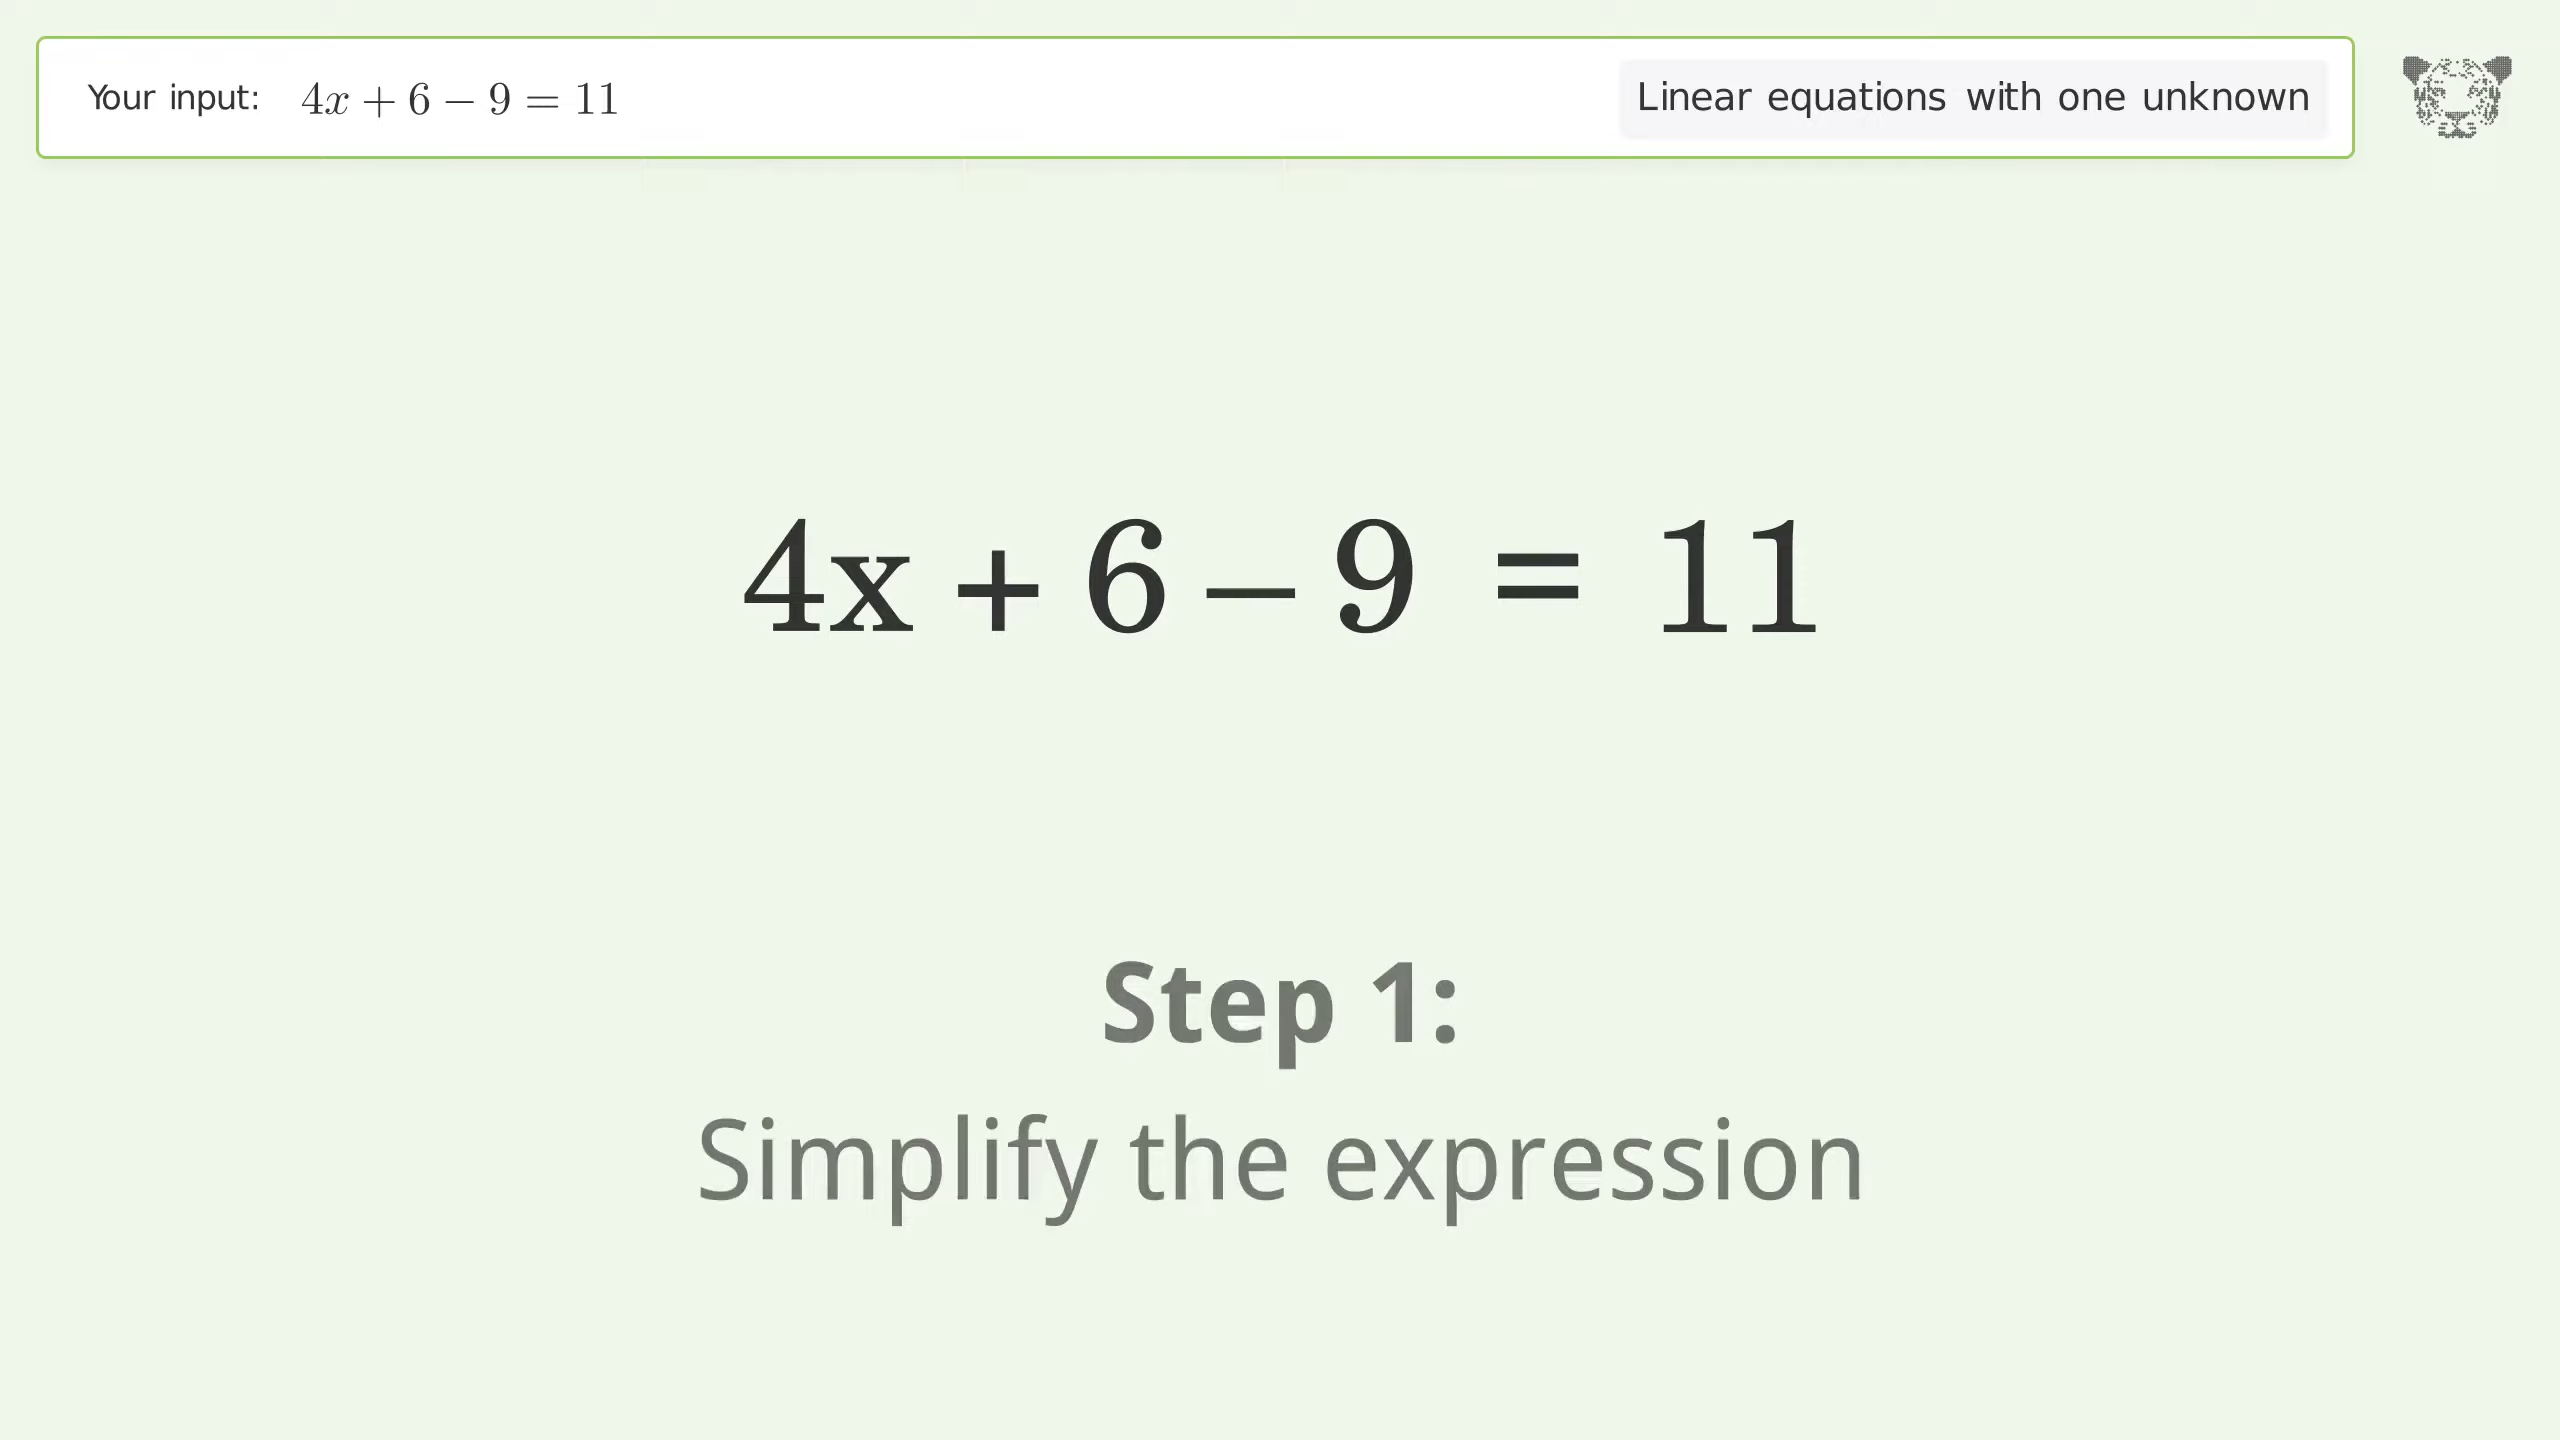 Your input: 4x + 6 − 9 = 11
Linear equations with one unknown
4x + 6 – 9 = 11
Step 1:
Simplify the expression